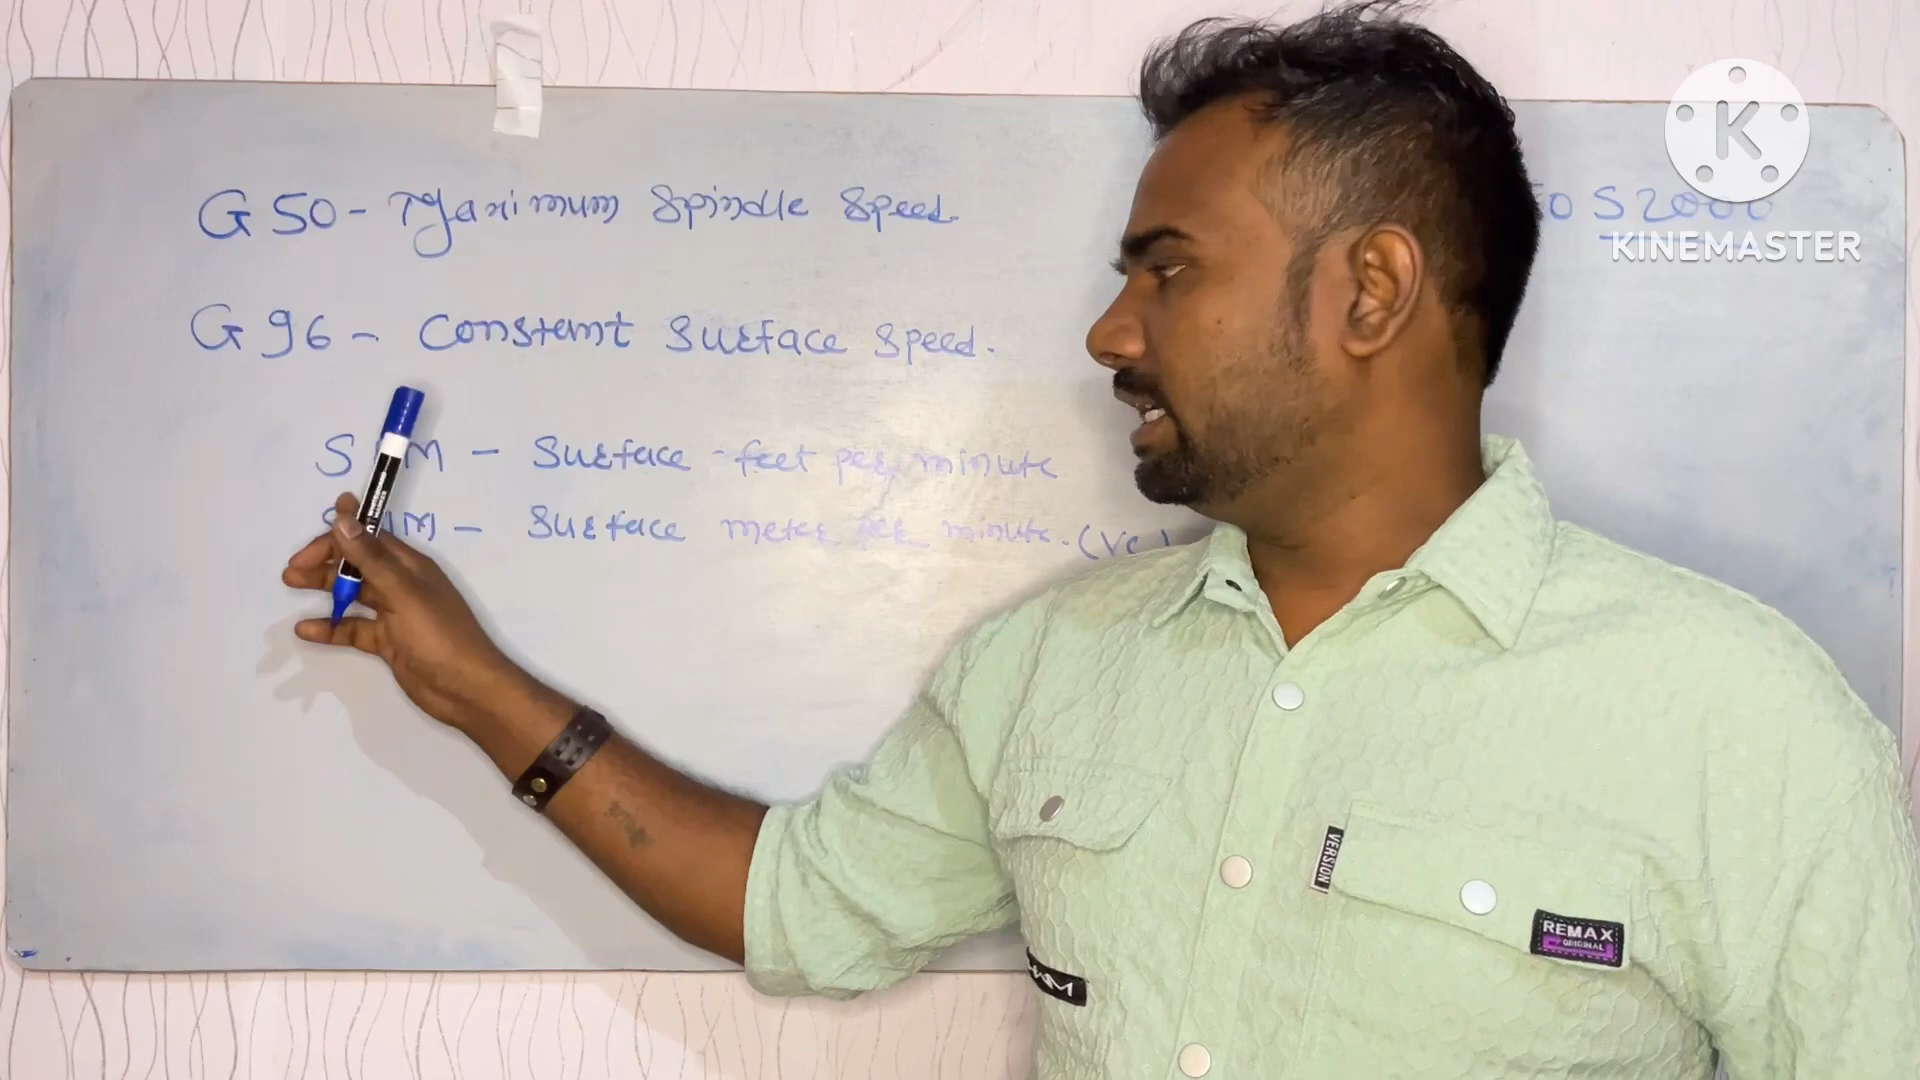 G50 - Maximum Spindle Speed.
0 S2000
KINEMASTER
G96 - Constant Surface Speed.
S M - Surface feet per minute
M - Surface meter per minute. (Vc)
VERSION
REMAX
ORIGINAL